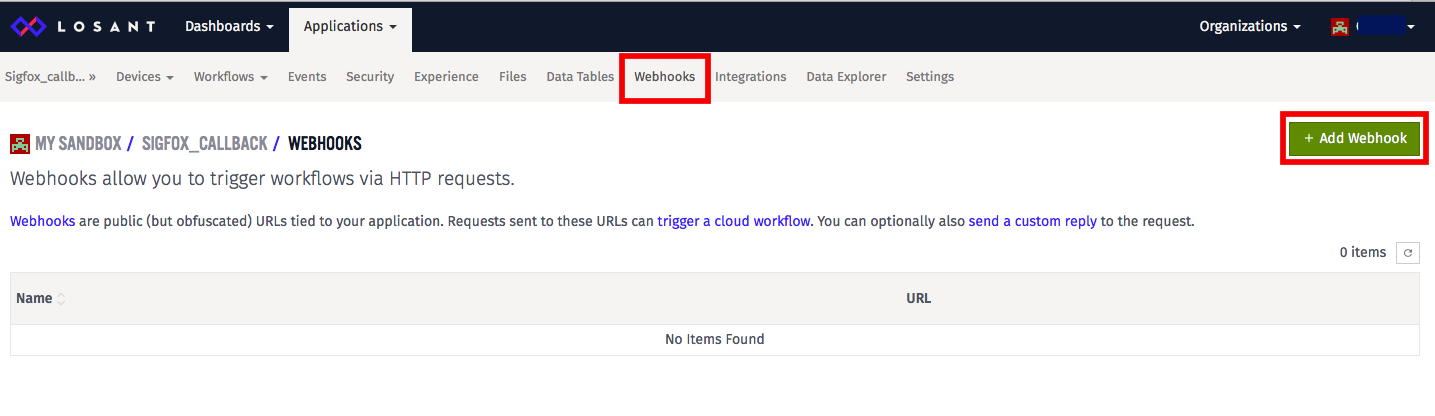 LOSANT Dashboards Applications Organizations
Sigfox_callb... » Devices Workflows Events Security Experience Files Data Tables Webhooks Integrations Data Explorer Settings
MY SANDBOX / SIGFOX_CALLBACK / WEBHOOKS
+ Add Webhook
Webhooks allow you to trigger workflows via HTTP requests.
Webhooks are public (but obfuscated) URLs tied to your application. Requests sent to these URLs can trigger a cloud workflow. You can optionally also send a custom reply to the request.
0 items
Name URL
No Items Found